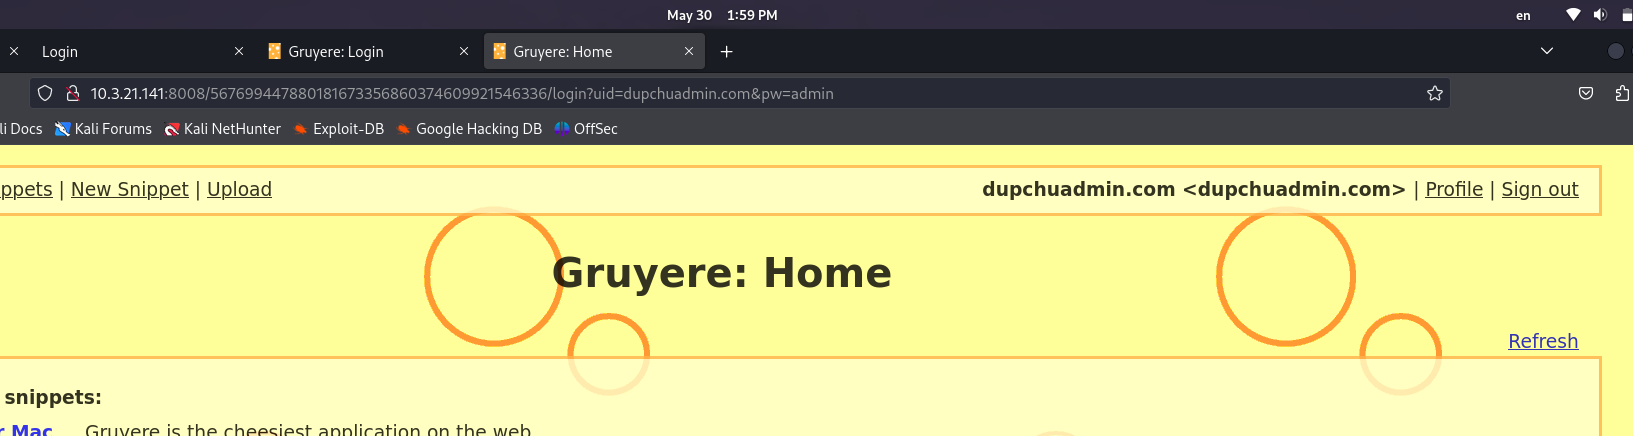 May 30 1:59 PM
en
Login
Gruyere: Login
Gruyere: Home
10.3.21.141:8008/567699447880181673356860374609921546336/login?uid=dupchuadmin.com&pw=admin
li Docs
Kali Forums
Kali NetHunter
Exploit-DB
Google Hacking DB
OffSec
ppets | New Snippet | Upload
dupchuadmin.com <dupchuadmin.com> | Profile | Sign out
Gruyere: Home
Refresh
snippets:
r Mac Gruyere is the cheesiest application on the web